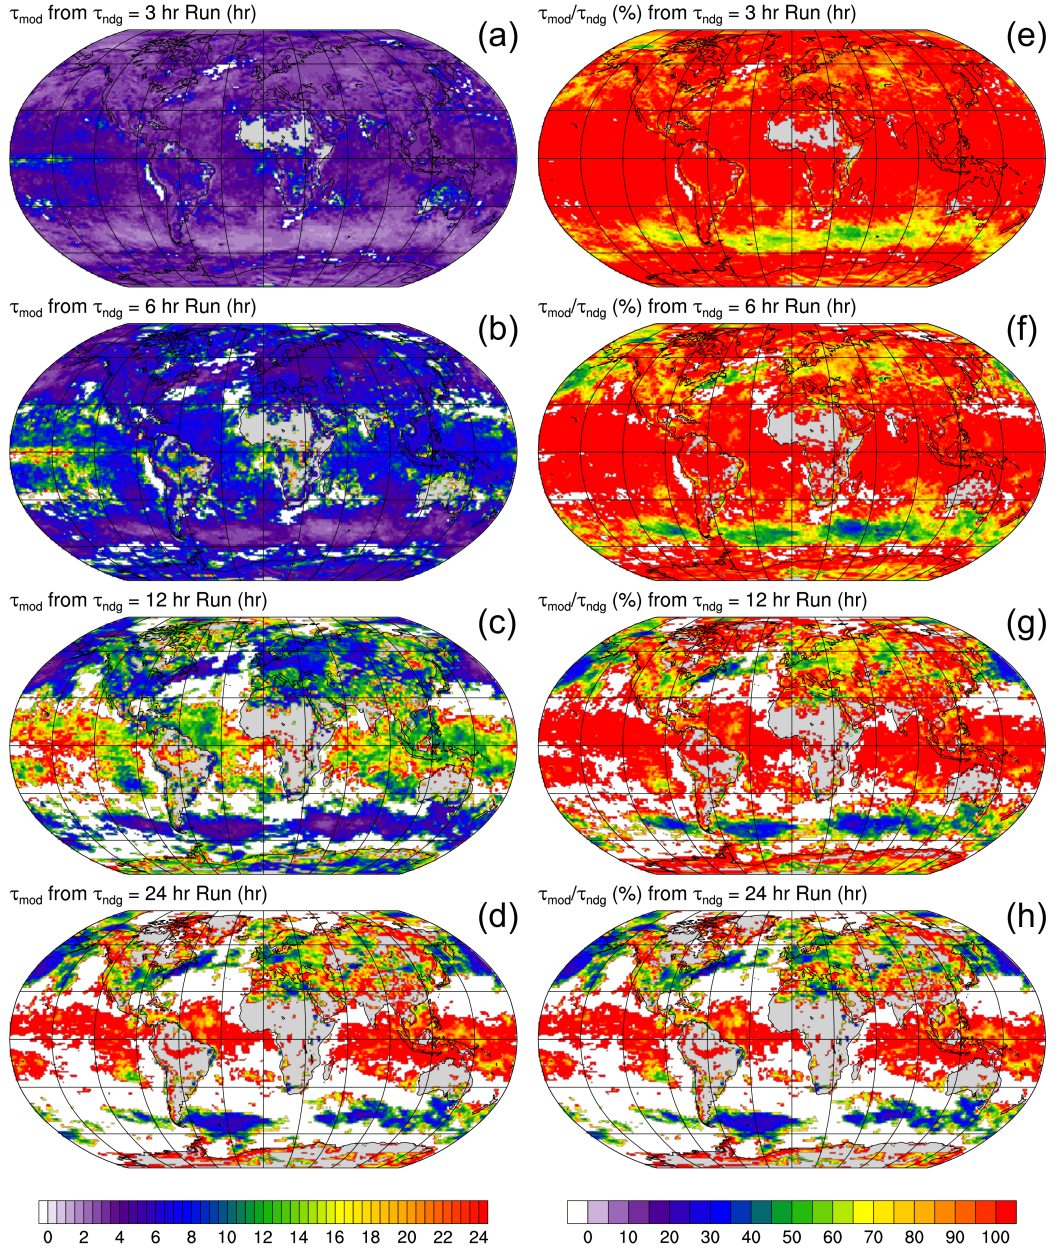 τmod from τndg = 3 hr Run (hr)
(a)
τmod/τndg (%) from τndg = 3 hr Run (hr)
(e)
τmod from τndg = 6 hr Run (hr)
(b)
τmod/τndg (%) from τndg = 6 hr Run (hr)
(f)
τmod from τndg = 12 hr Run (hr)
(c)
τmod/τndg (%) from τndg = 12 hr Run (hr)
(g)
τmod from τndg = 24 hr Run (hr)
(d)
τmod/τndg (%) from τndg = 24 hr Run (hr)
(h)
0 2 4 6 8 10 12 14 16 18 20 22 24
0 10 20 30 40 50 60 70 80 90 100